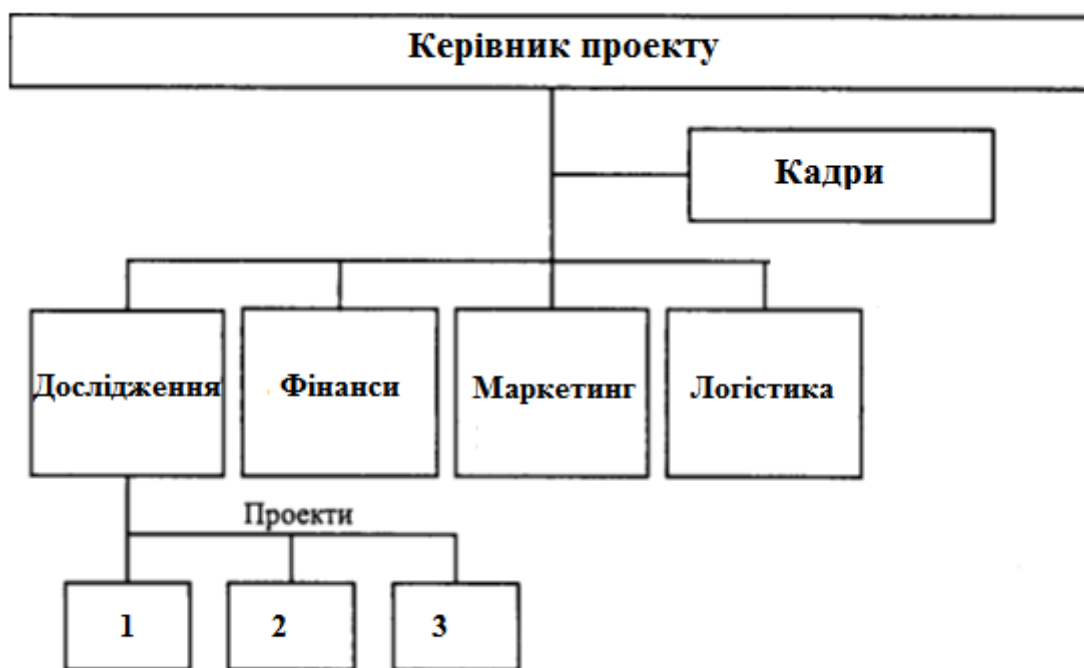 Керівник проекту
Кадри
Дослідження
Фінанси
Маркетинг
Логістика
Проекти
1
2
3